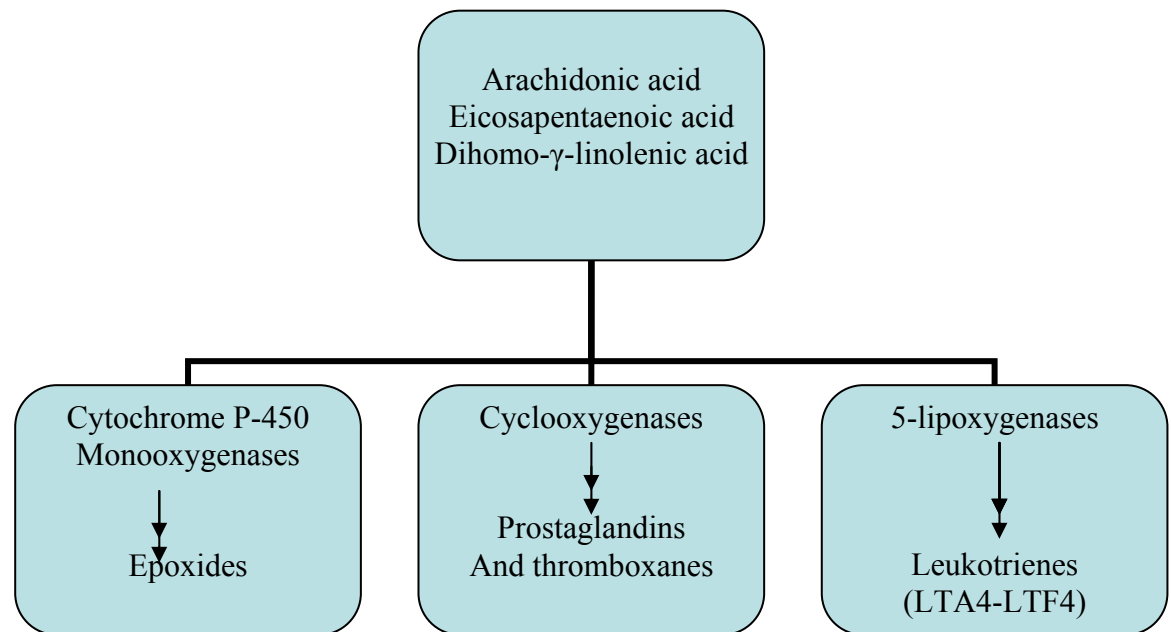 Arachidonic acid
Eicosapentaenoic acid
Dihomo-γ-linolenic acid
Cytochrome P-450
Monooxygenases
Epoxides
Cyclooxygenases
Prostaglandins
And thromboxanes
5-lipoxygenases
Leukotrienes
(LTA4-LTF4)